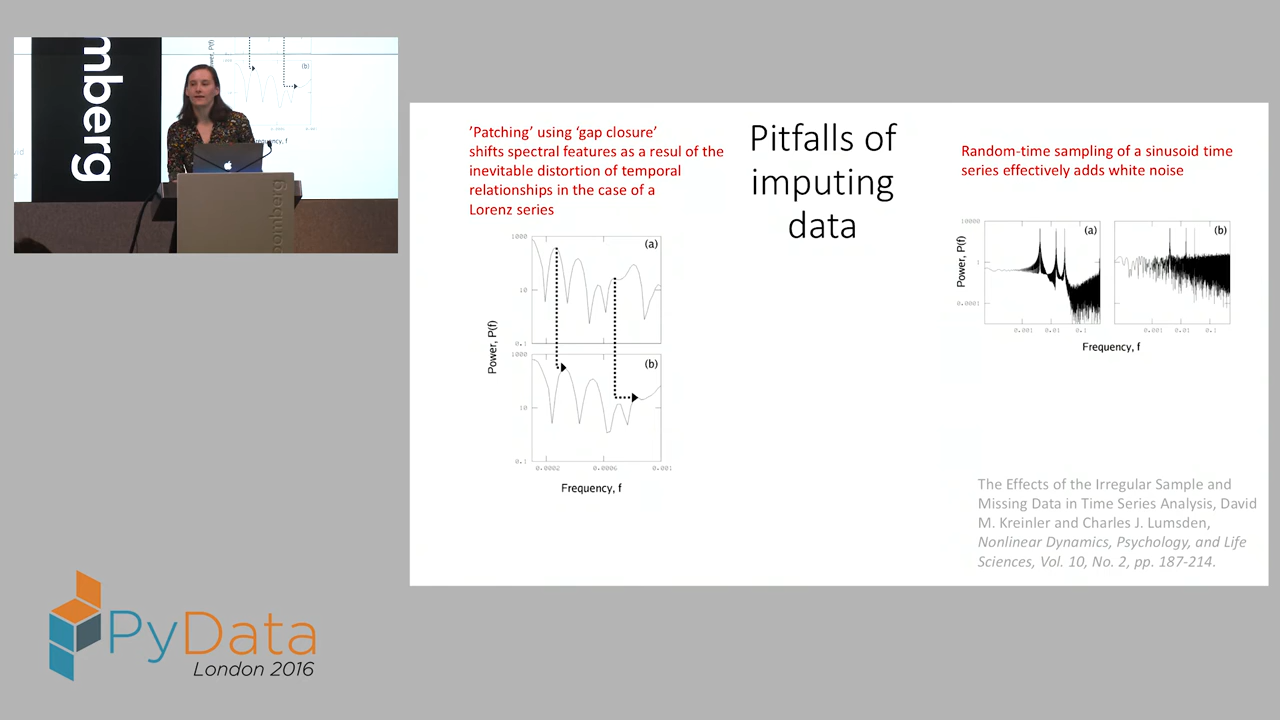 mberg
(b)
omberg
'Patching' using 'gap closure'
shifts spectral features as a resul of the
inevitable distortion of temporal
relationships in the case of a
Lorenz series
Pitfalls of
imputing
data
Random-time sampling of a sinusoid time
series effectively adds white noise
1000
(a)
10
0.1
Power, P(f)
1000
(b)
10
0.1
0.0002 0.0006 0.001
Frequency, f
10000
(a)
(b)
Power, P(f)
1
0.0001
0.001 0.01 0.1
0.001 0.01 0.1
Frequency, f
The Effects of the Irregular Sample and
Missing Data in Time Series Analysis, David
M. Kreinler and Charles J. Lumsden,
Nonlinear Dynamics, Psychology, and Life
Sciences, Vol. 10, No. 2, pp. 187-214.
PyData
London 2016